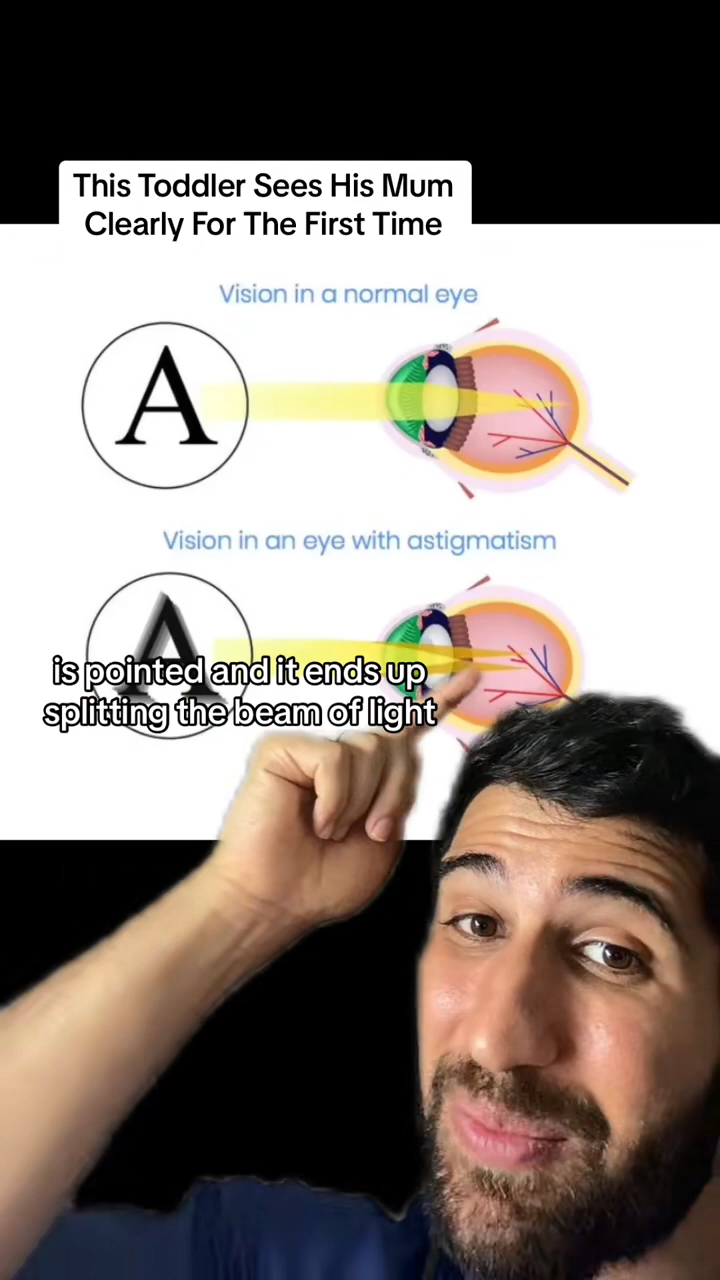 This Toddler Sees His Mum
Clearly For The First Time
Vision in a normal eye
A
Vision in an eye with astigmatism
A
is pointed and it ends up
splitting the beam of light